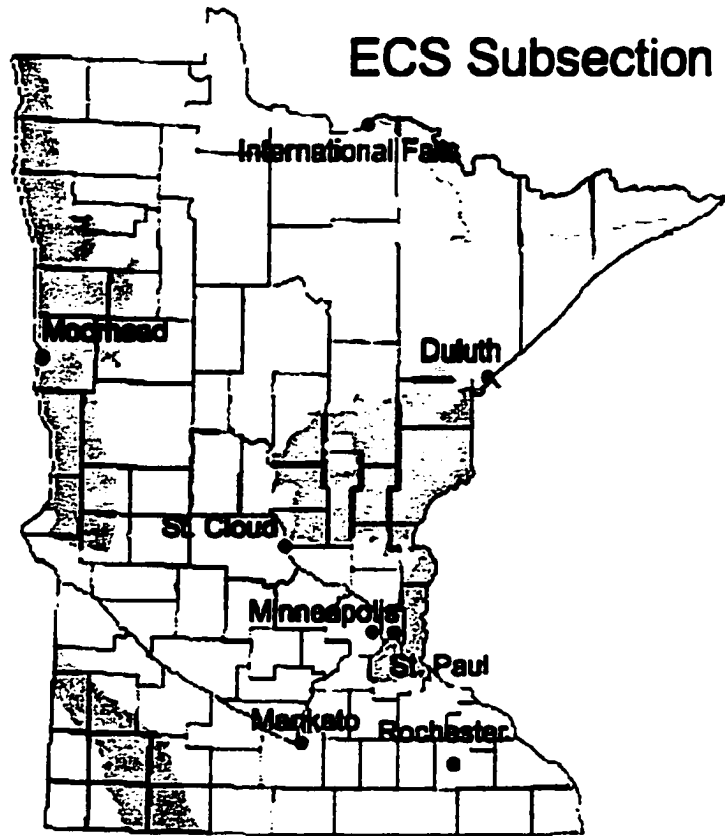 ECS Subsection
International Falls
Moorhead
Duluth
St. Cloud
Minneapolis
St. Paul
Mankato
Rochester